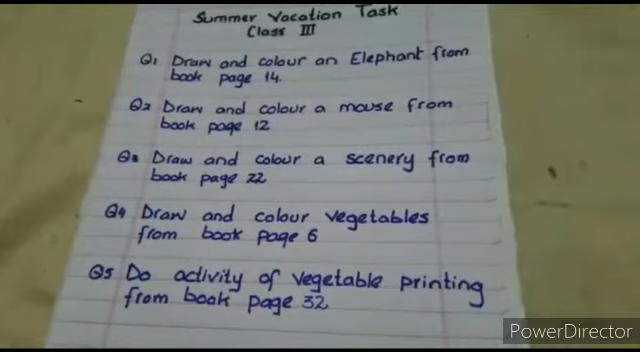 Summer Vacation Task
Class III
Q1 Draw and colour an Elephant from
book page 14.
Q2 Draw and colour a mouse from
book page 12
Q3 Draw and colour a scenery from
book page 22
Q4 Draw and colour vegetables
from book page 6
Q5 Do activity of vegetable printing
from book page 32
PowerDirector